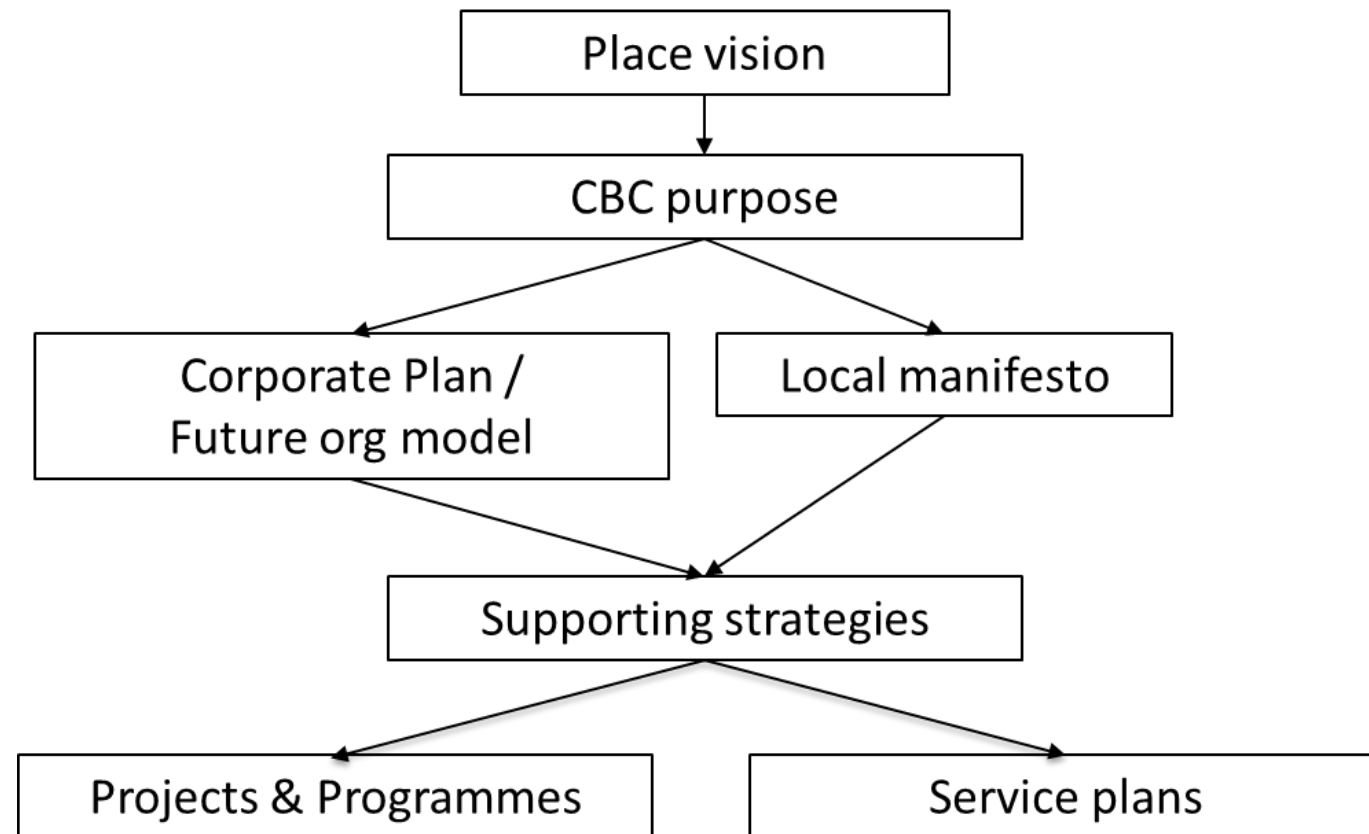 Place vision
CBC purpose
Corporate Plan /
Future org model
Local manifesto
Supporting strategies
Projects & Programmes
Service plans